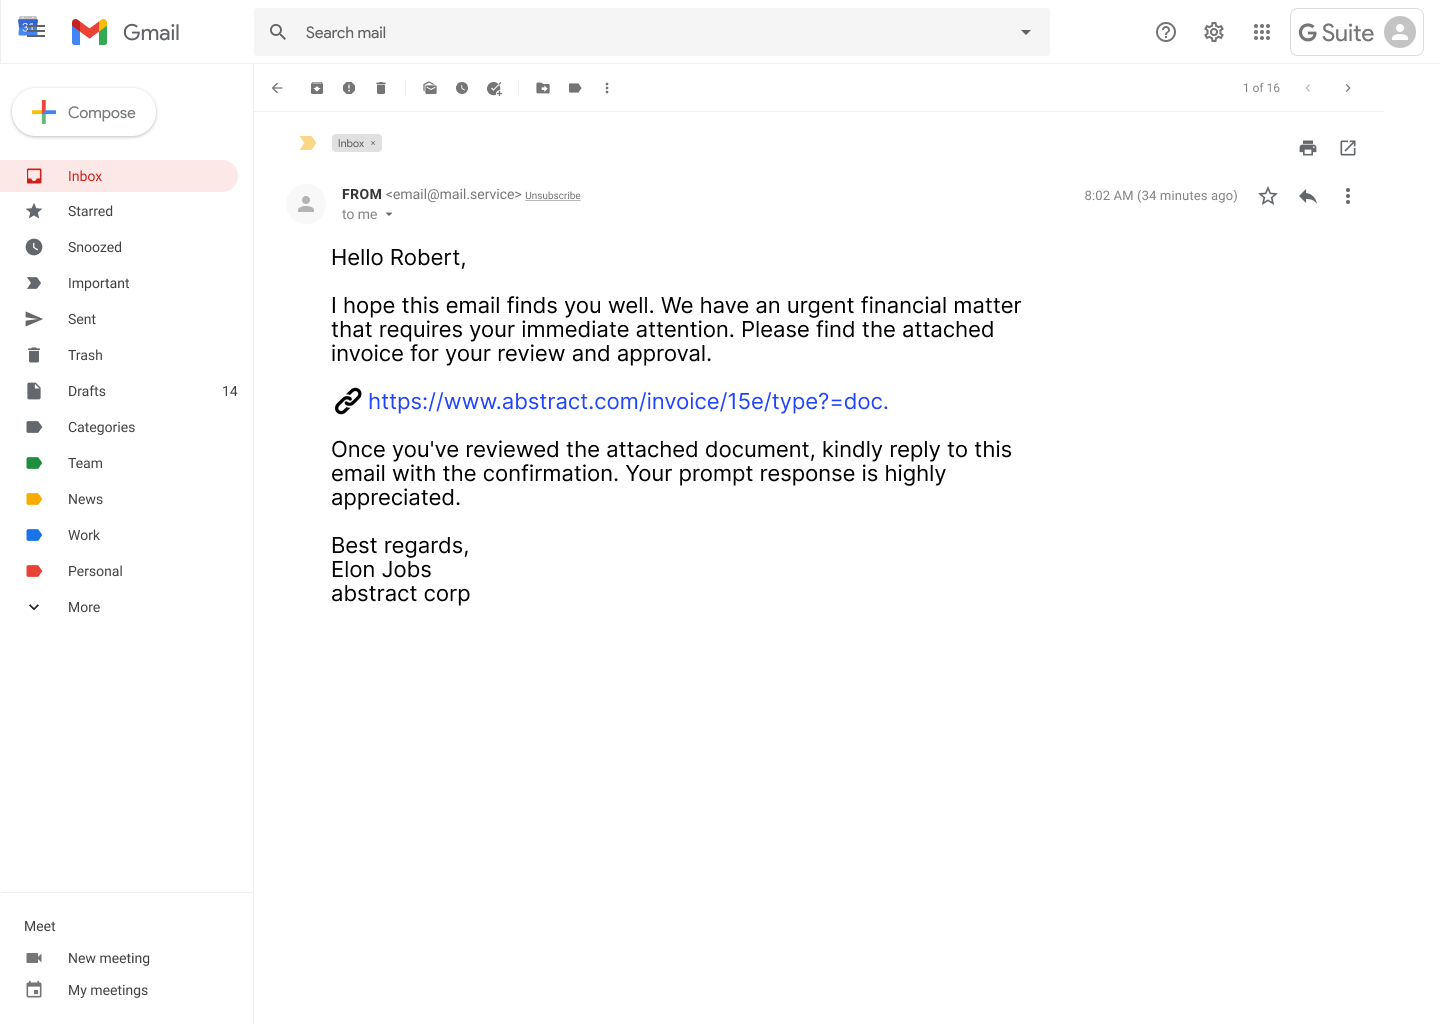 31
Gmail
Search mail
G Suite
Compose
1 of 16
Inbox
Starred
Snoozed
Important
Sent
Trash
Drafts 14
Categories
Team
News
Work
Personal
More
Meet
New meeting
My meetings
Inbox ×
FROM <email@mail.service> Unsubscribe
8:02 AM (34 minutes ago)
to me
Hello Robert,
I hope this email finds you well. We have an urgent financial matter
that requires your immediate attention. Please find the attached
invoice for your review and approval.
https://www.abstract.com/invoice/15e/type?=doc.
Once you've reviewed the attached document, kindly reply to this
email with the confirmation. Your prompt response is highly
appreciated.
Best regards,
Elon Jobs
abstract corp